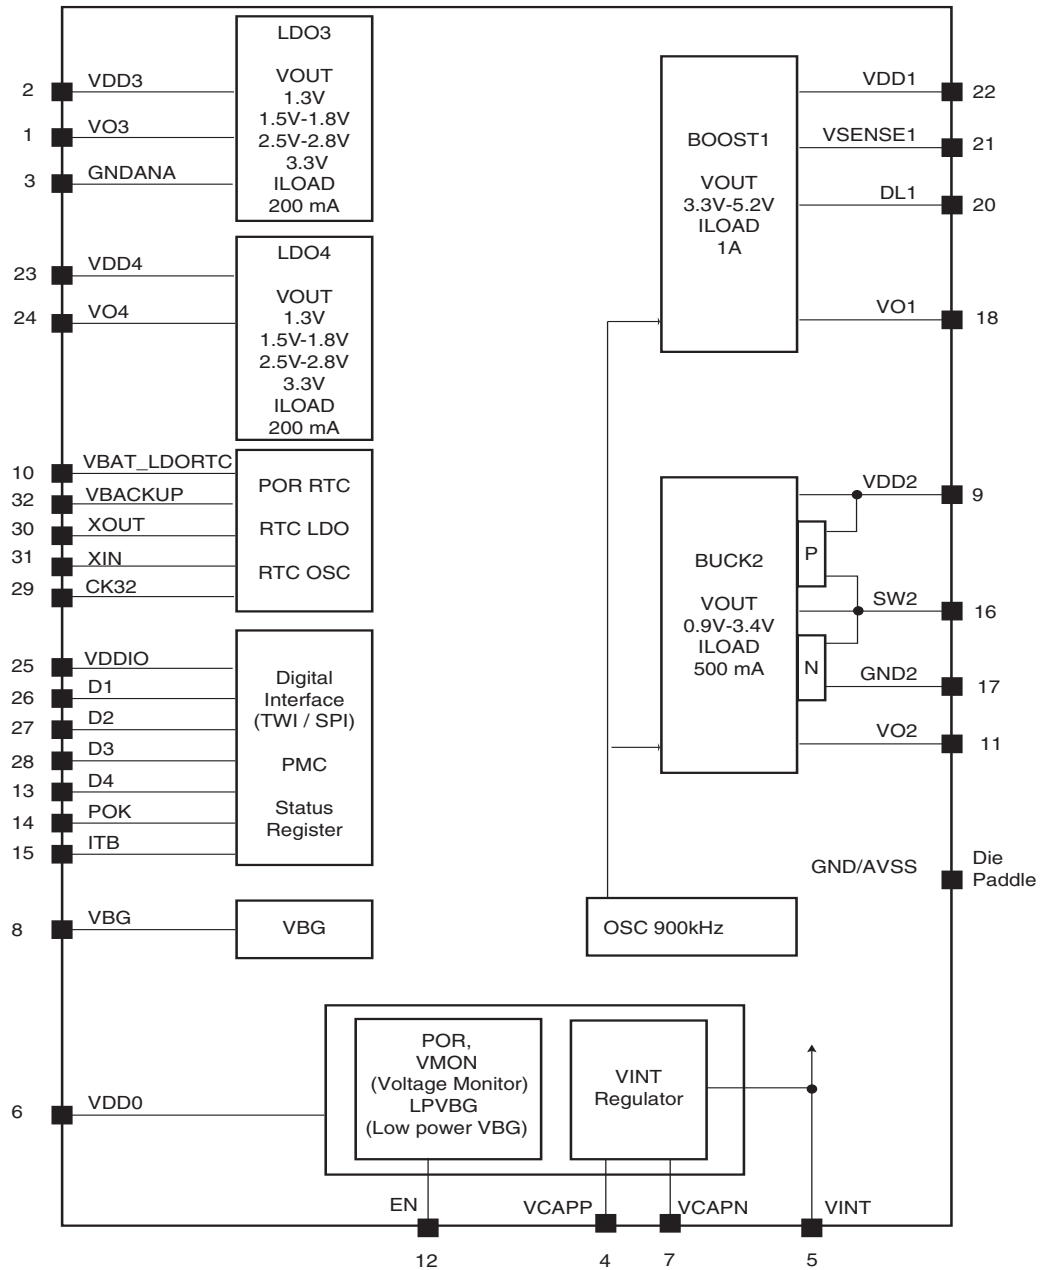 LDO3
VOUT
1.3V
1.5V-1.8V
2.5V-2.8V
3.3V
ILOAD
200 mA
2
VDD3
1
VO3
3
GNDANA
LDO4
VOUT
1.3V
1.5V-1.8V
2.5V-2.8V
3.3V
ILOAD
200 mA
23
VDD4
24
VO4
10
VBAT_LDORTC
32
VBACKUP
30
XOUT
31
XIN
29
CK32
POR RTC
RTC LDO
RTC OSC
25
VDDIO
26
D1
27
D2
28
D3
13
D4
14
POK
15
ITB
Digital
Interface
(TWI / SPI)
PMC
Status
Register
8
VBG
VBG
BOOST1
VOUT
3.3V-5.2V
ILOAD
1A
VDD1
22
VSENSE1
21
DL1
20
VO1
18
BUCK2
VOUT
0.9V-3.4V
ILOAD
500 mA
P
N
VDD2
9
SW2
16
GND2
17
VO2
11
GND/AVSS
Die
Paddle
OSC 900kHz
6
VDD0
POR,
VMON
(Voltage Monitor)
LPVBG
(Low power VBG)
VINT
Regulator
EN
VCAPP
VCAPN
VINT
12
4
7
5